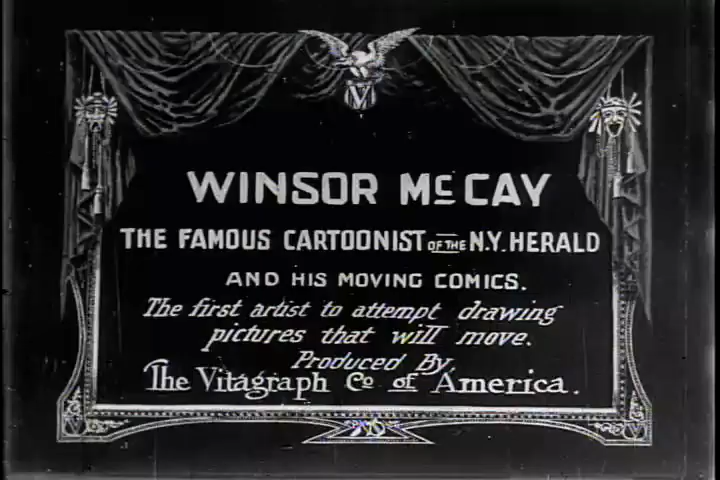 WINSOR McCAY
THE FAMOUS CARTOONIST OF THE N.Y. HERALD
AND HIS MOVING COMICS.
The first artist to attempt drawing
pictures that will move.
Produced By
The Vitagraph Co of America.